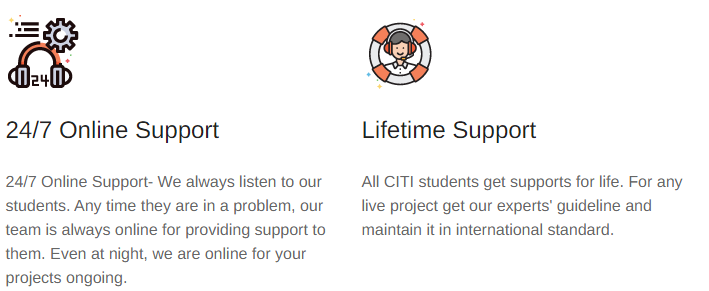 24
24/7 Online Support
24/7 Online Support- We always listen to our
students. Any time they are in a problem, our
team is always online for providing support to
them. Even at night, we are online for your
projects ongoing.
Lifetime Support
All CITI students get supports for life. For any
live project get our experts' guideline and
maintain it in international standard.